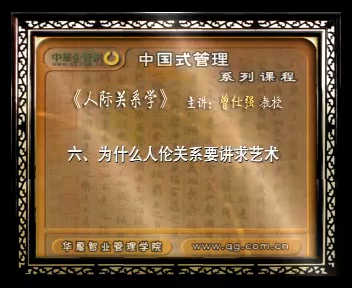 中国式管理
系列课程
《人际关系学》 主讲：曾仕强 教授
六、为什么人伦关系要讲求艺术
华夏智业管理学院 www.qg.com.cn